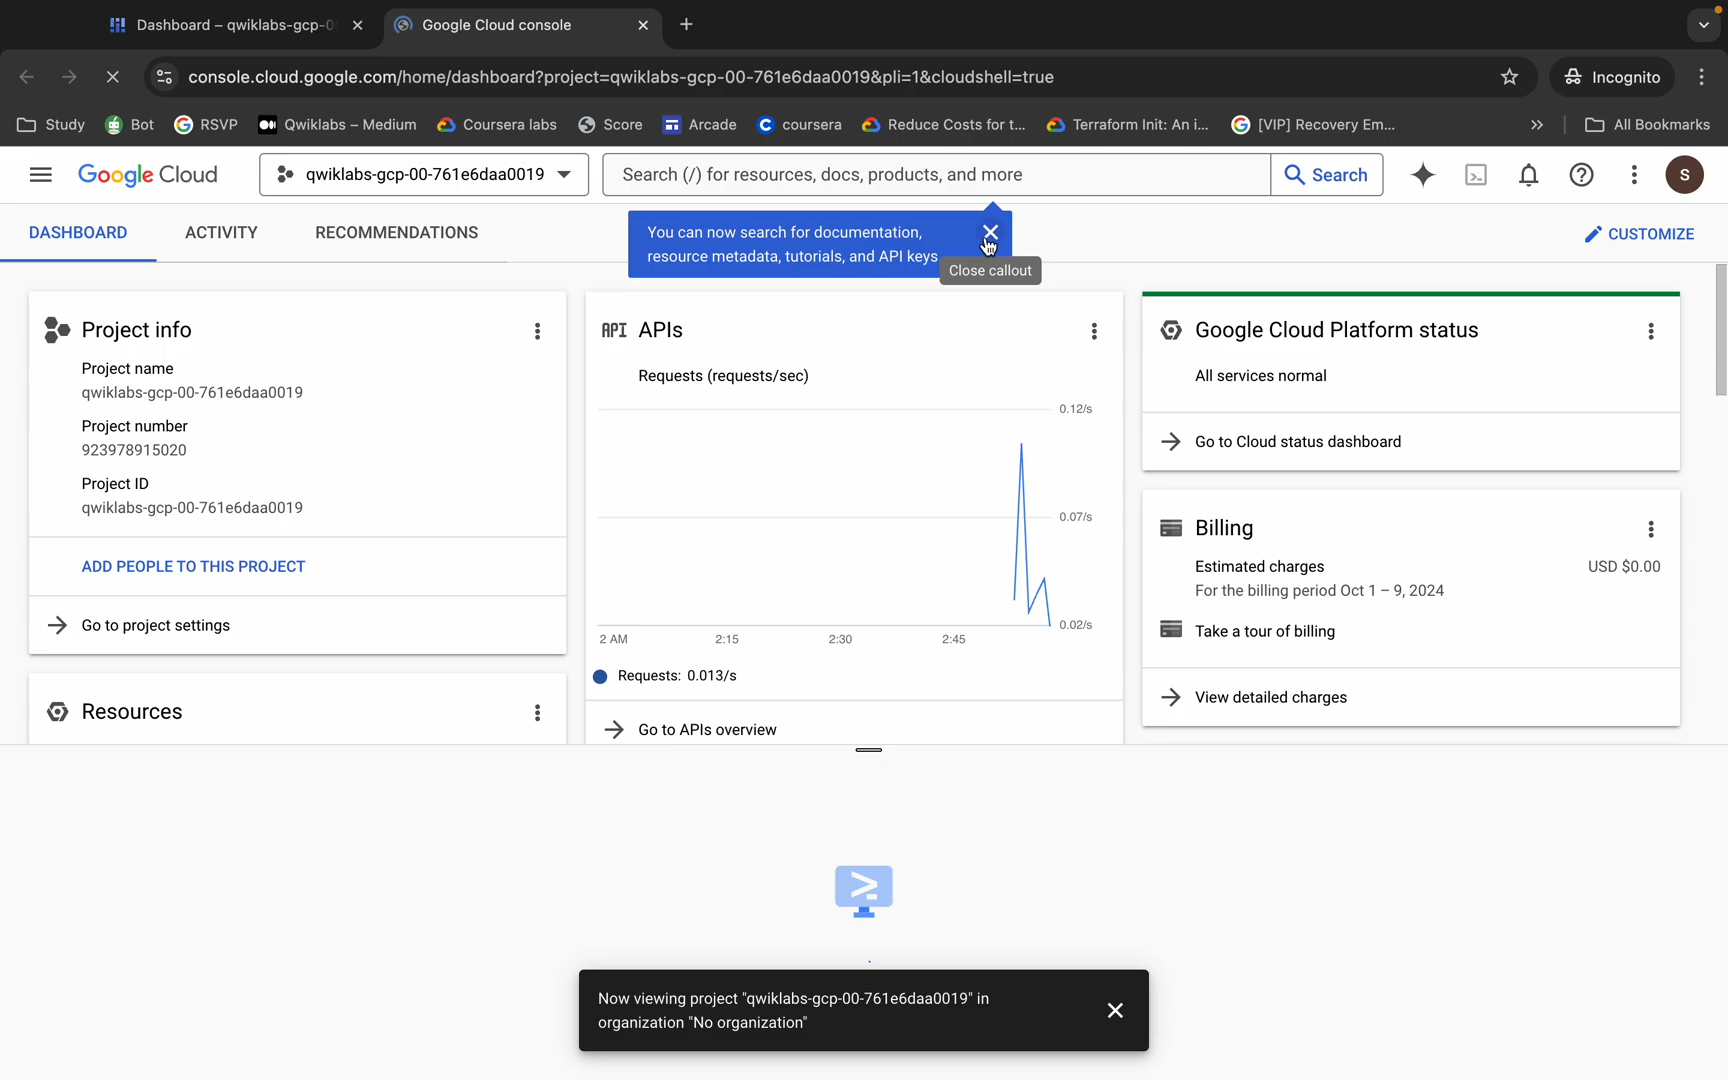 Dashboard – qwiklabs-gcp-0
Google Cloud console
console.cloud.google.com/home/dashboard?project=qwiklabs-gcp-00-761e6daa0019&pli=1&cloudshell=true
Incognito
Study
Bot
RSVP
Qwiklabs – Medium
Coursera labs
Score
Arcade
coursera
Reduce Costs for t...
Terraform Init: An i...
[VIP] Recovery Em...
All Bookmarks
Google Cloud
qwiklabs-gcp-00-761e6daa0019
Search (/) for resources, docs, products, and more
Search
S
DASHBOARD
ACTIVITY
RECOMMENDATIONS
You can now search for documentation,
resource metadata, tutorials, and API keys
Close callout
CUSTOMIZE
Project info
Project name
qwiklabs-gcp-00-761e6daa0019
Project number
923978915020
Project ID
qwiklabs-gcp-00-761e6daa0019
ADD PEOPLE TO THIS PROJECT
Go to project settings
Resources
API APIs
Requests (requests/sec)
0.12/s
0.07/s
0.02/s
2 AM
2:15
2:30
2:45
Requests: 0.013/s
Go to APIs overview
Google Cloud Platform status
All services normal
Go to Cloud status dashboard
Billing
Estimated charges
USD $0.00
For the billing period Oct 1 – 9, 2024
Take a tour of billing
View detailed charges
Now viewing project "qwiklabs-gcp-00-761e6daa0019" in
organization "No organization"